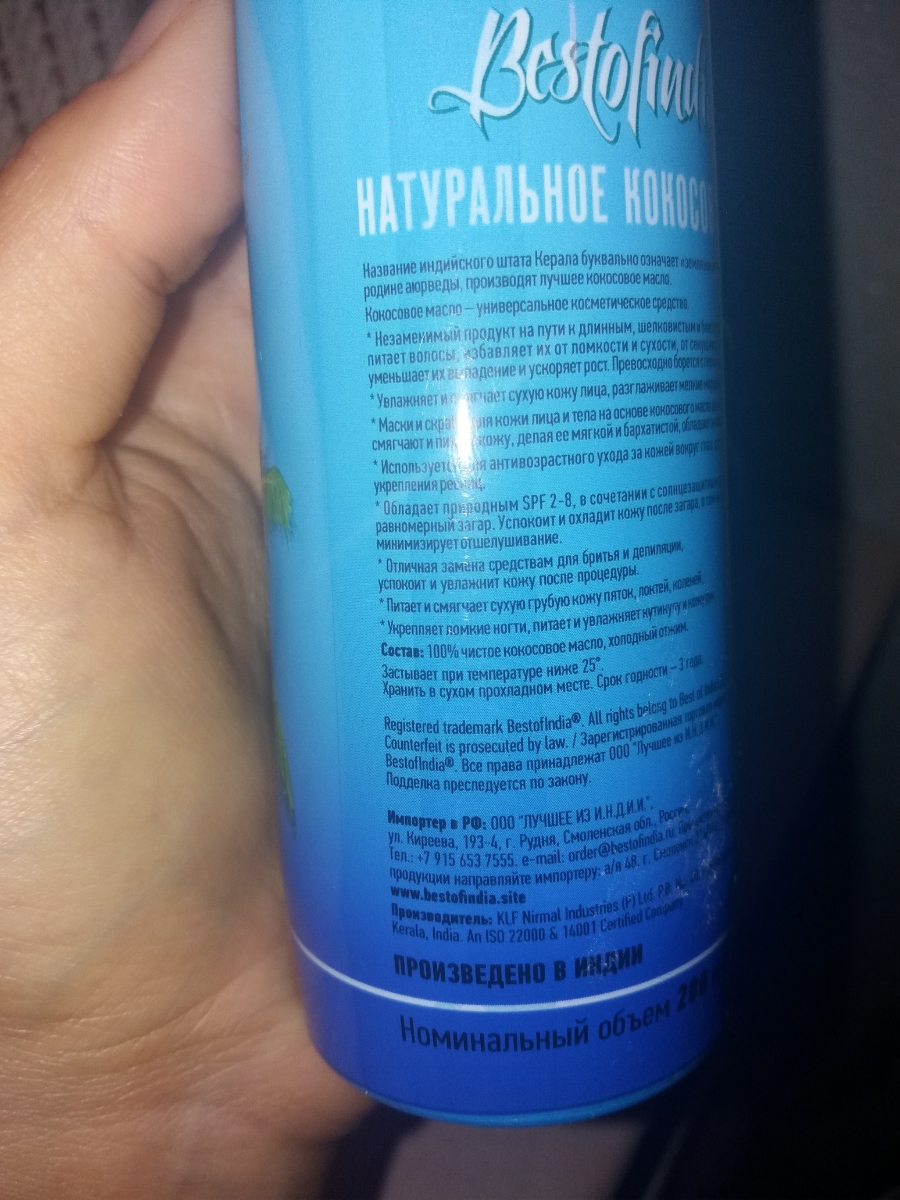 Bestofindi
НАТУРАЛЬНОЕ КОКОСО
Название индийского штата Керала буквально означает «земля
родине аюрведы, производят лучшее кокосовое масло.
Кокосовое масло – универсальное косметическое средство.
* Незаменимый продукт на пути к длинным, шелковистым и
питает волосы, избавляет их от ломкости и сухости, от
уменьшает их выпадение и ускоряет рост. Превосходно борется с
* Увлажняет и смягчает сухую кожу лица, разглаживает мелкие
* Маски и скрабы для кожи лица и тела на основе кокосового масла
смягчают и кожу, делая ее мягкой и бархатистой,
* Используется для антивозрастного ухода за кожей вокруг
укрепления ресниц.
* Обладает природным SPF 2-8, в сочетании с
равномерный загар. Успокоит и охладит кожу после загара,
минимизирует отшелушивание.
* Отличная замена средствам для бритья и депиляции,
успокоит и увлажнит кожу после процедуры.
* Питает и смягчает сухую грубую кожу пяток, локтей, коленей.
* Укрепляет ломкие ногти, питает и увлажняет кутикулу и
Состав: 100% чистое кокосовое масло, холодный отжим.
Застывает при температуре ниже 25°.
Хранить в сухом прохладном месте. Срок годности – 3 года.
Registered trademark BestofIndia®. All rights belong to Best of
Counterfeit is prosecuted by law. / Зарегистрированная
BestofIndia®. Все права принадлежат ООО "Лучшее из И.Н.Д.И.И."
Подделка преследуется по закону.
Импортер в РФ: ООО "ЛУЧШЕЕ ИЗ И.Н.Д.И.И.",
ул. Киреева, 193-4, г. Рудня, Смоленская обл.,
Тел.: +7 915 653 7555. e-mail: order@bestofindia.ru.
продукции направляйте импортеру: а/я 48, г.
www.bestofindia.site
Производитель: KLF Nirmal Industries (P) Ltd. P.B.
Kerala, India. An ISO 22000 & 14001 Certified Company
ПРОИЗВЕДЕНО В ИНДИИ
Номинальный объем